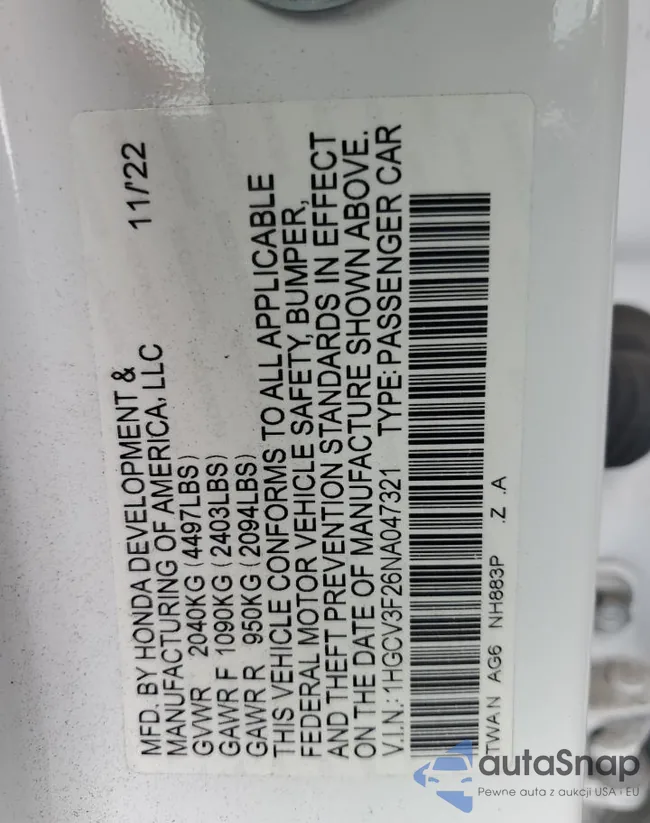 MFD. BY HONDA DEVELOPMENT &
MANUFACTURING OF AMERICA, LLC 11/'22
GVWR 2040KG (4497LBS)
GAWR F 1090KG (2403LBS)
GAWR R 950KG (2094LBS)
THIS VEHICLE CONFORMS TO ALL APPLICABLE
FEDERAL MOTOR VEHICLE SAFETY, BUMPER,
AND THEFT PREVENTION STANDARDS IN EFFECT
ON THE DATE OF MANUFACTURE SHOWN ABOVE.
V.I.N.: 1HGCV3F26NA047321 TYPE: PASSENGER CAR
TWAN AG6 NH883P .Z .A
autoSnap
Pewne auta z aukcji USA i EU